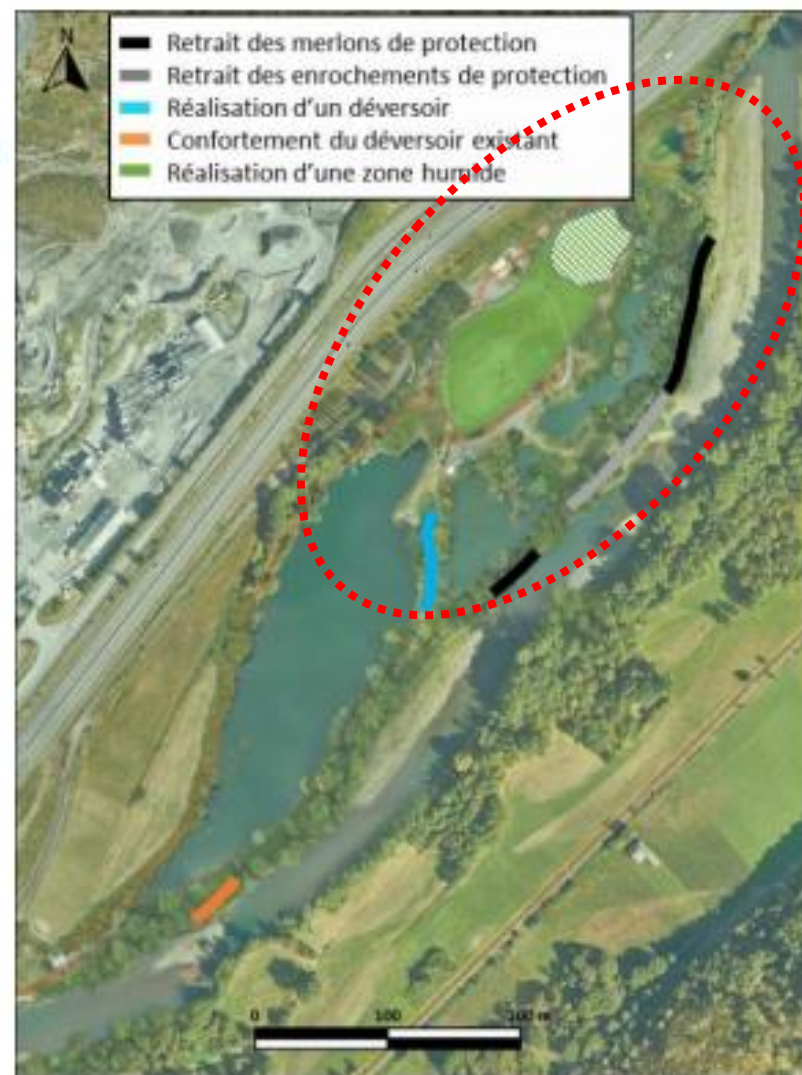 N
Retrait des merlons de protection
Retrait des enrochements de protection
Réalisation d'un déversoir
Confortement du déversoir existant
Réalisation d'une zone humide
0 100 200 m